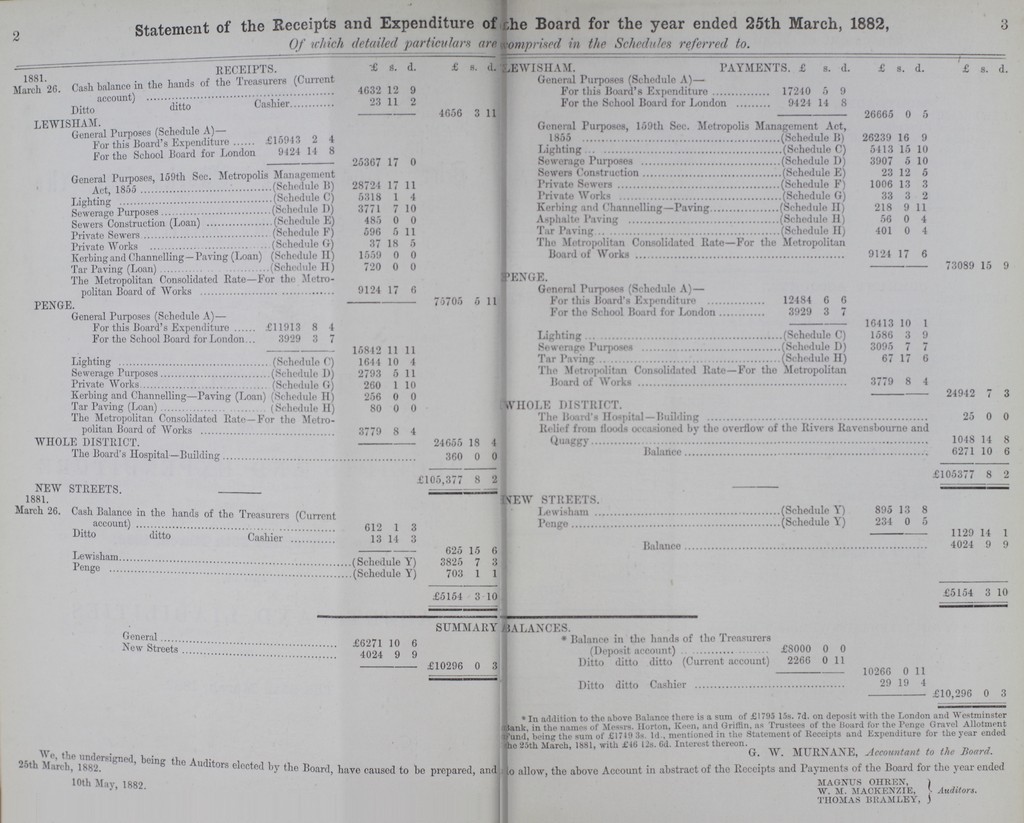 2
Statement of the Receipts and Expenditure of the Board for the year ended 25th March, 1882,
3
Of which detailed particulars are comprised in the Schedules referred to.
RECEIPTS. £ s. d. £ s. d.
1881.
March 26. Cash balance in the hands of the Treasurers (Current
account) 4632 12 9
Ditto ditto Cashier 23 11 2
4656 3 11
LEWISHAM.
General Purposes (Schedule A)—
For this Board's Expenditure £15943 2 4
For the School Board for London 9424 14 8
25367 17 0
General Purposes, 159th Sec. Metropolis Management
Act, 1855 (Schedule B) 28724 17 11
Lighting (Schedule C) 5318 1 4
Sewerage Purposes (Schedule D) 3771 7 10
Sewers Construction (Loan) (Schedule E) 485 0 0
Private Sewers (Schedule F) 596 5 11
Private Works (Schedule G) 37 18 5
Kerbing and Channelling—Paving (Loan) (Schedule H) 1559 0 0
Tar Paving (Loan) (Schedule H) 720 0 0
The Metropolitan Consolidated Rate—For the Metro-
politan Board of Works 9124 17 6
75705 5 11
PENGE.
General Purposes (Schedule A)—
For this Board's Expenditure £11913 8 4
For the School Board for London 3929 3 7
15842 11 11
Lighting (Schedule C) 1644 10 4
Sewerage Purposes (Schedule D) 2793 5 11
Private Works (Schedule G) 260 1 10
Kerbing and Channelling—Paving (Loan) (Schedule H) 256 0 0
Tar Paving (Loan) (Schedule H) 80 0 0
The Metropolitan Consolidated Rate—For the Metro-
politan Board of Works 3779 8 4
24655 18 4
WHOLE DISTRICT.
The Board's Hospital—Building 360 0 0
£105,377 8 2
NEW STREETS.
1881.
March 26. Cash Balance in the hands of the Treasurers (Current
account) 612 1 3
Ditto ditto Cashier 13 14 3
625 15 6
Lewisham (Schedule Y) 3825 7 3
Penge (Schedule Y) 703 1 1
£5154 3 10
LEWISHAM. PAYMENTS. £ s. d. £ s. d. £ s. d.
General Purposes (Schedule A)—
For this Board's Expenditure 17240 5 9
For the School Board for London 9424 14 8
26665 0 5
General Purposes, 159th Sec. Metropolis Management Act,
1855 (Schedule B) 26239 16 9
Lighting (Schedule C) 5413 15 10
Sewerage Purposes (Schedule D) 3907 5 10
Sewers Construction (Schedule E) 23 12 5
Private Sewers (Schedule F) 1006 13 3
Private Works (Schedule G) 33 3 2
Kerbing and Channelling—Paving (Schedule H) 218 9 11
Asphalte Paving (Schedule H) 56 0 4
Tar Paving (Schedule H) 401 0 4
The Metropolitan Consolidated Rate—For the Metropolitan
Board of Works 9124 17 6
73089 15 9
PENGE.
General Purposes (Schedule A)—
For this Board's Expenditure 12484 6 6
For the School Board for London 3929 3 7
16413 10 1
Lighting (Schedule C) 1586 3 9
Sewerage Purposes (Schedule D) 3095 7 7
Tar Paving (Schedule H) 67 17 6
The Metropolitan Consolidated Rate—For the Metropolitan
Board of Works 3779 8 4
24942 7 3
WHOLE DISTRICT.
The Board's Hospital—Building 25 0 0
Relief from floods occasioned by the overflow of the Rivers Ravensbourne and
Quaggy 1048 14 8
Balance 6271 10 6
£105377 8 2
NEW STREETS.
Lewisham (Schedule Y) 895 13 8
Penge (Schedule Y) 234 0 5
1129 14 1
Balance 4024 9 9
£5154 3 10
SUMMARY BALANCES.
General £6271 10 6
New Streets 4024 9 9
£10296 0 3
* Balance in the hands of the Treasurers
(Deposit account) £8000 0 0
Ditto ditto ditto (Current account) 2266 0 11
10266 0 11
Ditto ditto Cashier 29 19 4
£10,296 0 3
* In addition to the above Balance there is a sum of £1795 15s. 7d. on deposit with the London and Westminster
Bank, in the names of Messrs. Horton, Keen, and Griffin, as Trustees of the Board for the Penge Gravel Allotment
Fund, being the sum of £1749 3s. 1d., mentioned in the Statement of Receipts and Expenditure for the year ended
the 25th March, 1881, with £46 12s. 6d. Interest thereon.
G. W. MURNANE, Accountant to the Board.
We, the undersigned, being the Auditors elected by the Board, have caused to be prepared, and do allow, the above Account in abstract of the Receipts and Payments of the Board for the year ended
25th March, 1882.
10th May, 1882.
MAGNUS OHREN,
W. M. MACKENZIE, Auditors.
THOMAS BRAMLEY,